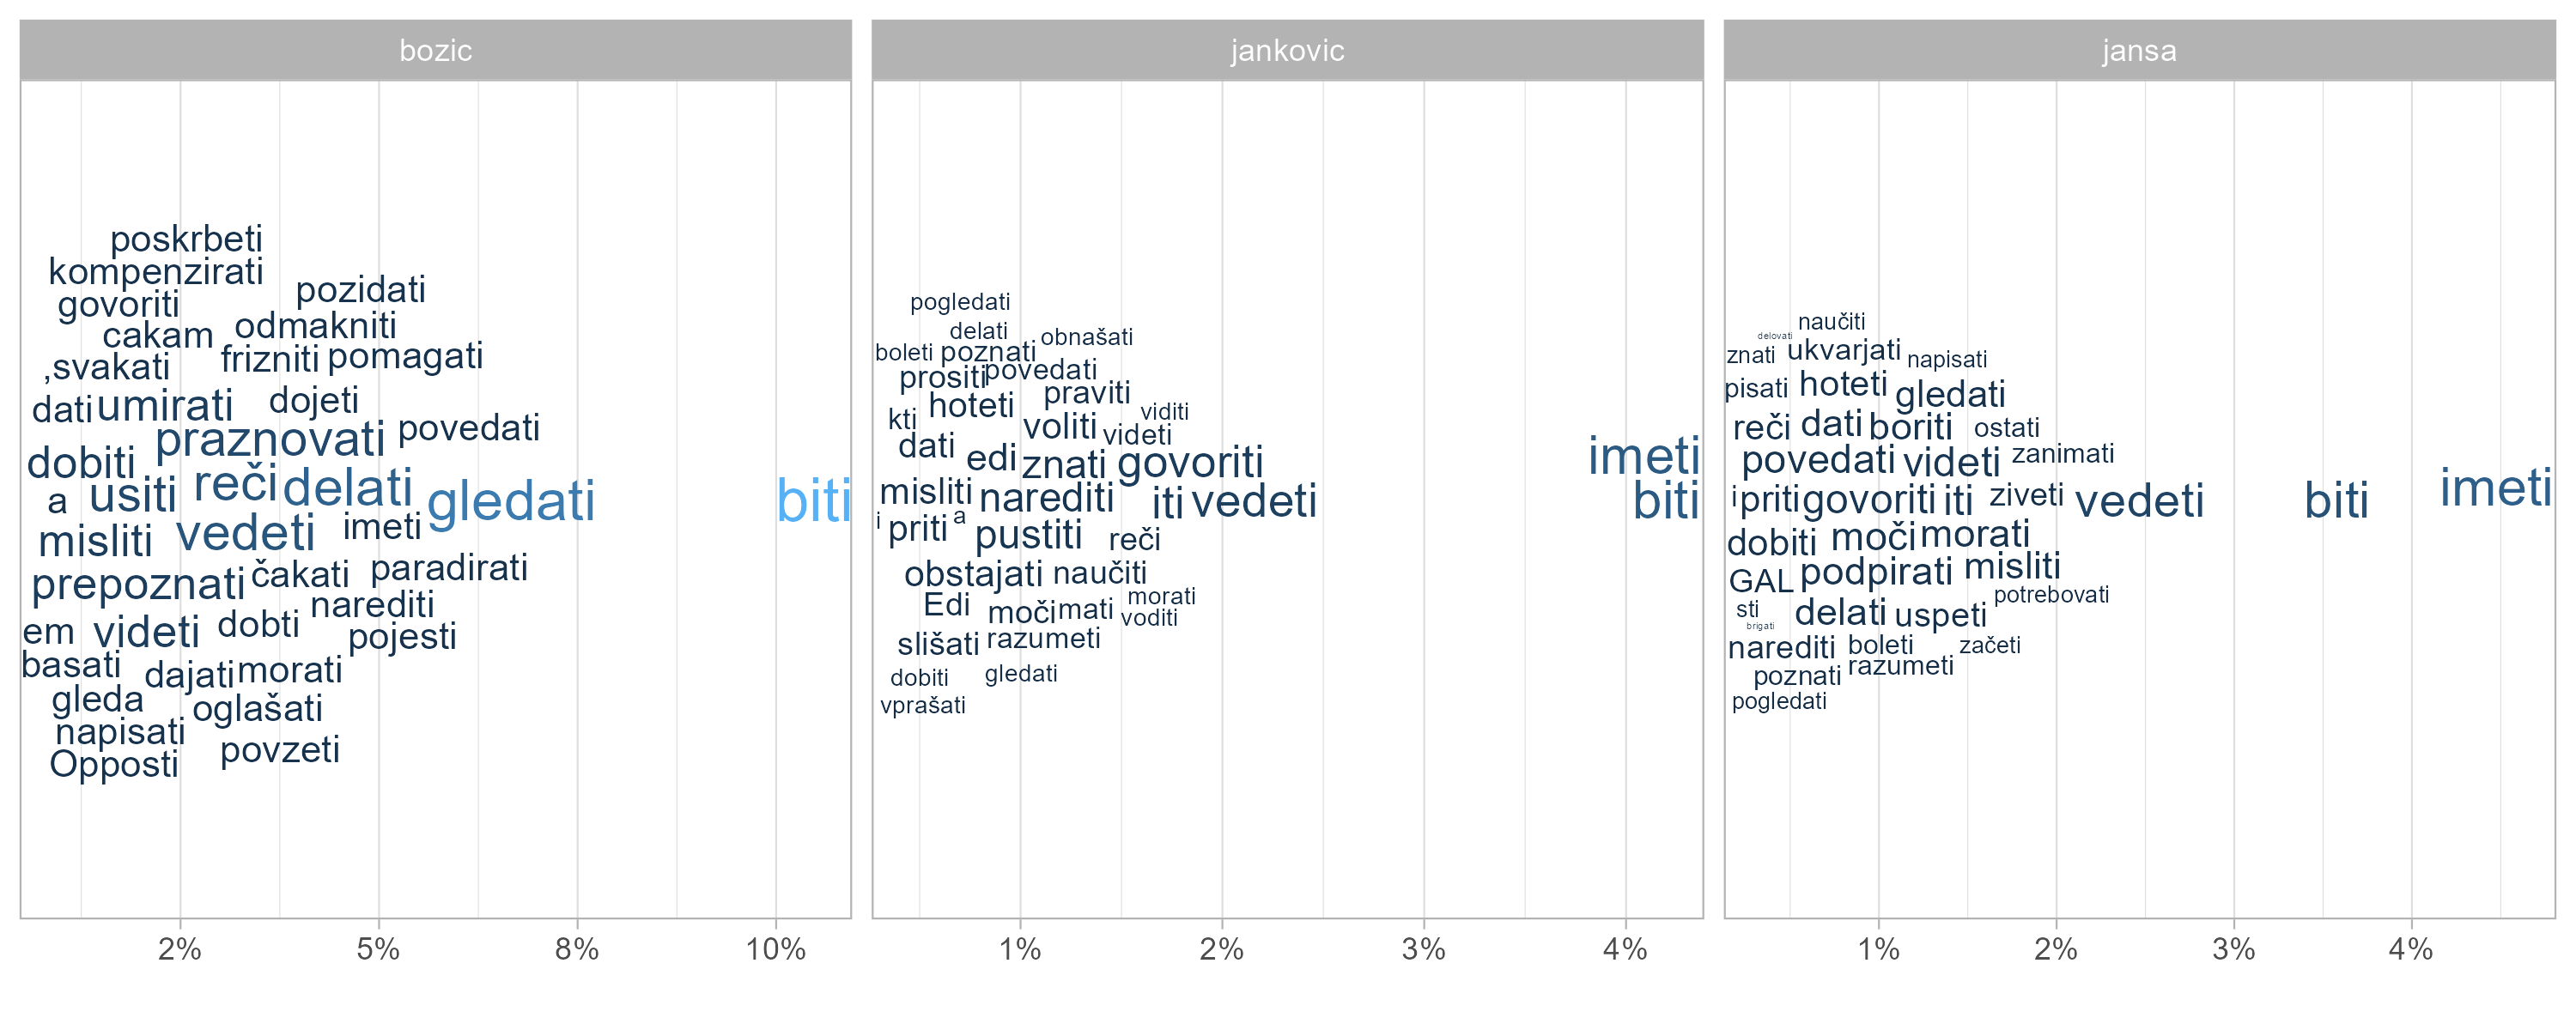 bozic
poskrbeti
kompenzirati
pozidati
govoriti
odmakniti
cakam
frizniti pomagati
,svakati
dojeti
dati umirati
povedati
praznovati
dobiti
reči delati
a usiti
gledati
biti
imeti
misliti vedeti
paradirati
prepoznati čakati
narediti
em videti dobti
pojesti
basati
dajati morati
gleda
oglašati
napisati
povzeti
Opposti
2% 5% 8% 10%
jankovic
pogledati
delati
obnašati
boleti poznati
povedati
prositi
praviti
hoteti
viditi
kti
voliti
videti
dati
imeti
edi znati govoriti
misliti narediti
iti vedeti
biti
i priti a
pustiti
reči
obstajati naučiti
morati
Edi
moči mati
voditi
slišati razumeti
dobiti
gledati
vprašati
1% 2% 3% 4%
jansa
naučiti
delovati
znati ukvarjati
napisati
pisati hoteti
gledati
reči dati boriti
ostati
povedati videti
zanimati
imeti
i priti govoriti iti
ziveti
vedeti
biti
dobiti moči morati
misliti
GAL podpirati
potrebovati
sti
delati uspeti
brigati
narediti boleti
začeti
poznati
razumeti
pogledati
1% 2% 3% 4%